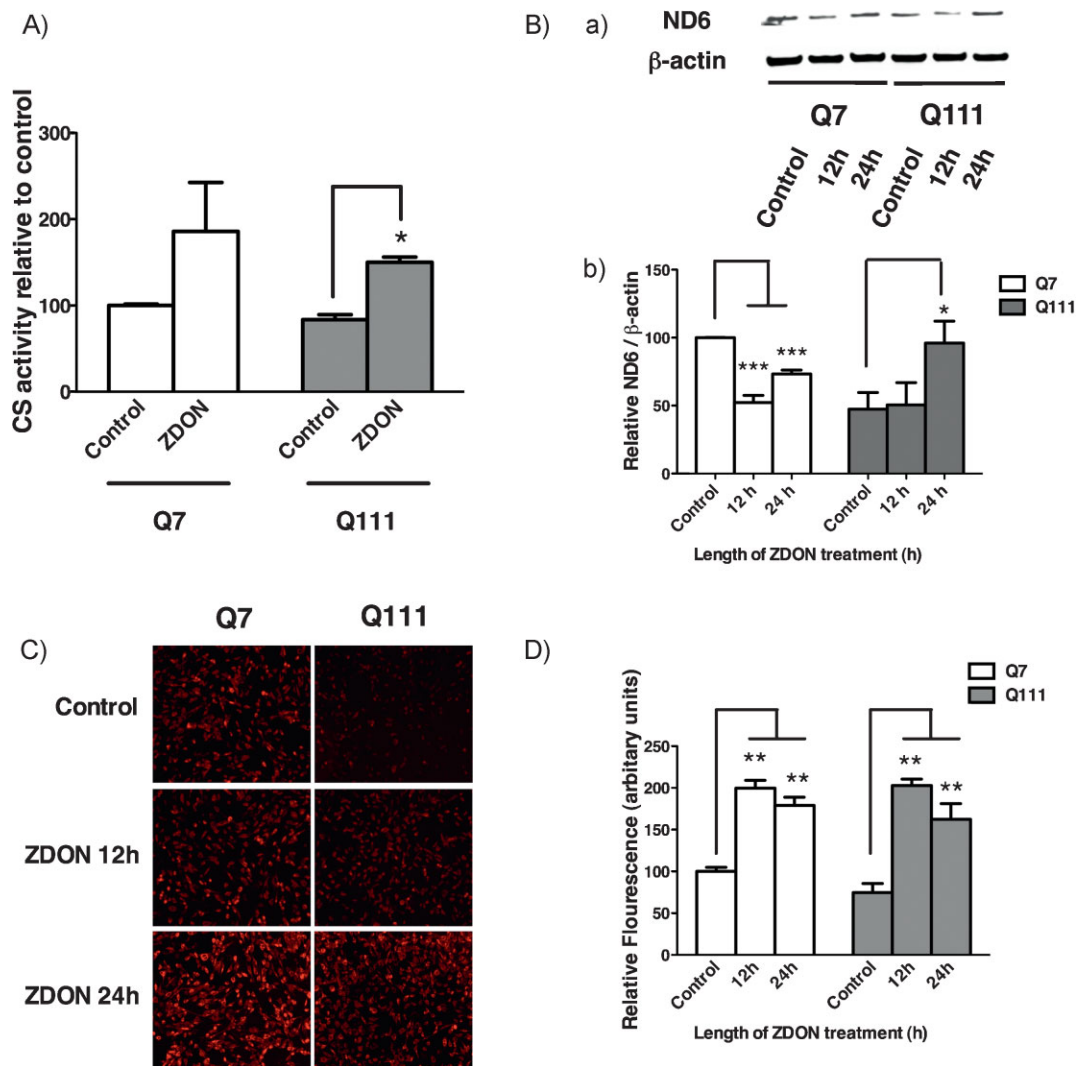 A)
CS activity relative to control
300
200
100
0
Control
ZDON
Control
ZDON
Q7
Q111
B)
a)
ND6
β-actin
Q7
Q111
Control
12h
24h
Control
12h
24h
b)
Relative ND6 / β-actin
150
100
50
0
***
***
*
Q7
Q111
Control
12 h
24 h
Control
12 h
24 h
Length of ZDON treatment (h)
*
C)
Q7
Q111
Control
ZDON 12h
ZDON 24h
D)
Relative Flourescence (arbitary units)
250
200
150
100
50
0
**
**
**
**
Q7
Q111
Control
12h
24h
Control
12h
24h
Length of ZDON treatment (h)